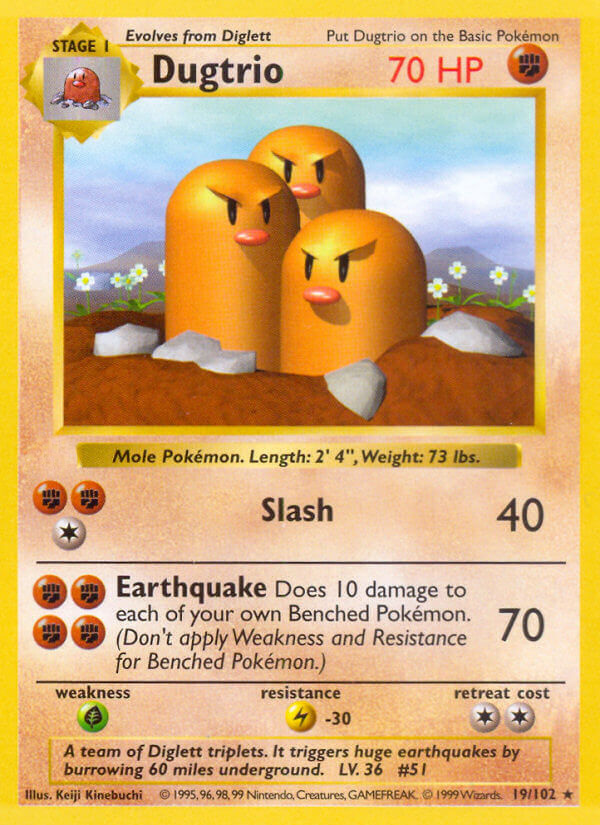 STAGE 1
Evolves from Diglett
Put Dugtrio on the Basic Pokémon
Dugtrio
70 HP
Mole Pokémon. Length: 2' 4", Weight: 73 lbs.
Slash
40
Earthquake Does 10 damage to
each of your own Benched Pokémon.
(Don't apply Weakness and Resistance
for Benched Pokémon.)
70
weakness
resistance
retreat cost
-30
A team of Diglett triplets. It triggers huge earthquakes by
burrowing 60 miles underground. LV. 36 #51
Illus. Keiji Kinebuchi © 1995, 96, 98, 99 Nintendo, Creatures, GAMEFREAK. © 1999 Wizards. 19/102 ★